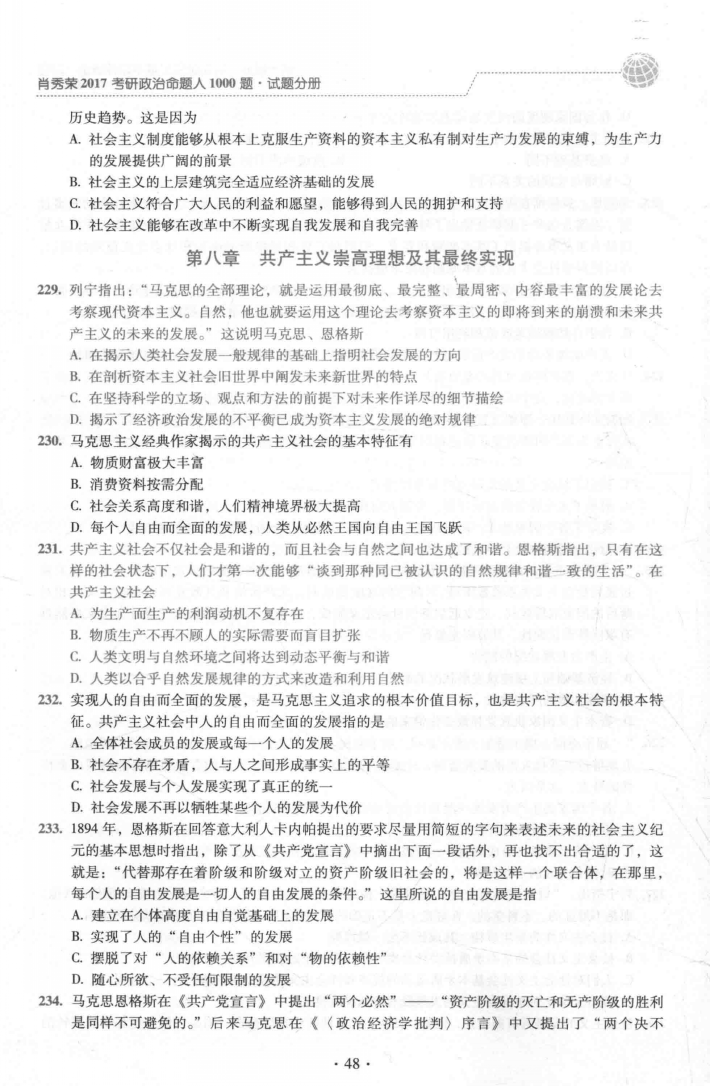 肖秀荣2017考研政治命题人1000题·试题分册
历史趋势。这是因为
A. 社会主义制度能够从根本上克服生产资料的资本主义私有制对生产力发展的束缚，为生产力
的发展提供广阔的前景
B. 社会主义的上层建筑完全适应经济基础的发展
C. 社会主义符合广大人民的利益和愿望，能够得到人民的拥护和支持
D. 社会主义能够在改革中不断实现自我发展和自我完善
第八章 共产主义崇高理想及其最终实现
229. 列宁指出：“马克思的全部理论，就是运用最彻底、最完整、最周密、内容最丰富的发展论去
考察现代资本主义。自然，他也就要运用这个理论去考察资本主义的即将到来的崩溃和未来共
产主义的未来的发展。”这说明马克思、恩格斯
A. 在揭示人类社会发展一般规律的基础上指明社会发展的方向
B. 在剖析资本主义社会旧世界中阐发未来新世界的特点
C. 在坚持科学的立场、观点和方法的前提下对未来作详尽的细节描绘
D. 揭示了经济政治发展的不平衡已成为资本主义发展的绝对规律
230. 马克思主义经典作家揭示的共产主义社会的基本特征有
A. 物质财富极大丰富
B. 消费资料按需分配
C. 社会关系高度和谐，人们精神境界极大提高
D. 每个人自由而全面的发展，人类从必然王国向自由王国飞跃
231. 共产主义社会不仅社会是和谐的，而且社会与自然之间也达成了和谐。恩格斯指出，只有在这
样的社会状态下，人们才第一次能够“谈到那种同已被认识的自然规律和谐一致的生活”。在
共产主义社会
A. 为生产而生产的利润动机不复存在
B. 物质生产不再不顾人的实际需要而盲目扩张
C. 人类文明与自然环境之间将达到动态平衡与和谐
D. 人类以合乎自然发展规律的方式来改造和利用自然
232. 实现人的自由而全面的发展，是马克思主义追求的根本价值目标，也是共产主义社会的根本特
征。共产主义社会中人的自由而全面的发展指的是
A. 全体社会成员的发展或每一个人的发展
B. 社会不存在矛盾，人与人之间形成事实上的平等
C. 社会发展与个人发展实现了真正的统一
D. 社会发展不再以牺牲某些个人的发展为代价
233. 1894年，恩格斯在回答意大利人卡内帕提出的要求尽量用简短的字句来表述未来的社会主义纪
元的基本思想时指出，除了从《共产党宣言》中摘出下面一段话外，再也找不出合适的了，这
就是：“代替那存在着阶级和阶级对立的资产阶级旧社会的，将是这样一个联合体，在那里，
每个人的自由发展是一切人的自由发展的条件。”这里所说的自由发展是指
A. 建立在个体高度自由自觉基础上的发展
B. 实现了人的“自由个性”的发展
C. 摆脱了对“人的依赖关系”和对“物的依赖性”
D. 随心所欲、不受任何限制的发展
234. 马克思恩格斯在《共产党宣言》中提出“两个必然”——“资产阶级的灭亡和无产阶级的胜利
是同样不可避免的。”后来马克思在《〈政治经济学批判〉序言》中又提出了“两个决不
·48·